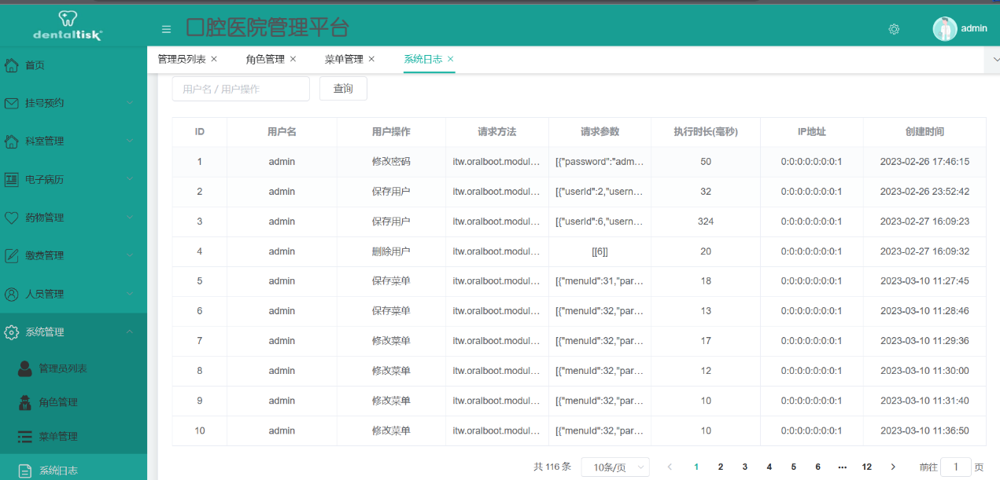 dentaltisk
口腔医院管理平台
admin
首页
挂号预约
科室管理
电子病历
药物管理
缴费管理
人员管理
系统管理
管理员列表
角色管理
菜单管理
系统日志
管理员列表 × 角色管理 × 菜单管理 × 系统日志 ×
用户名 / 用户操作 查询
ID 用户名 用户操作 请求方法 请求参数 执行时长(毫秒) IP地址 创建时间
1 admin 修改密码 itw.oralboot.modul... [{"password":"adm... 50 0:0:0:0:0:0:0:1 2023-02-26 17:46:15
2 admin 保存用户 itw.oralboot.modul... [{"userId":2,"usern... 32 0:0:0:0:0:0:0:1 2023-02-26 23:52:42
3 admin 保存用户 itw.oralboot.modul... [{"userId":6,"usern... 324 0:0:0:0:0:0:0:1 2023-02-27 16:09:23
4 admin 删除用户 itw.oralboot.modul... [[6]] 20 0:0:0:0:0:0:0:1 2023-02-27 16:09:32
5 admin 保存菜单 itw.oralboot.modul... [{"menuId":31,"par... 18 0:0:0:0:0:0:0:1 2023-03-10 11:27:45
6 admin 保存菜单 itw.oralboot.modul... [{"menuId":32,"par... 13 0:0:0:0:0:0:0:1 2023-03-10 11:28:46
7 admin 修改菜单 itw.oralboot.modul... [{"menuId":32,"par... 17 0:0:0:0:0:0:0:1 2023-03-10 11:29:36
8 admin 修改菜单 itw.oralboot.modul... [{"menuId":32,"par... 12 0:0:0:0:0:0:0:1 2023-03-10 11:30:00
9 admin 修改菜单 itw.oralboot.modul... [{"menuId":32,"par... 10 0:0:0:0:0:0:0:1 2023-03-10 11:31:40
10 admin 修改菜单 itw.oralboot.modul... [{"menuId":32,"par... 10 0:0:0:0:0:0:0:1 2023-03-10 11:36:50
共 116 条 10条/页 1 2 3 4 5 6 ••• 12 前往 1 页